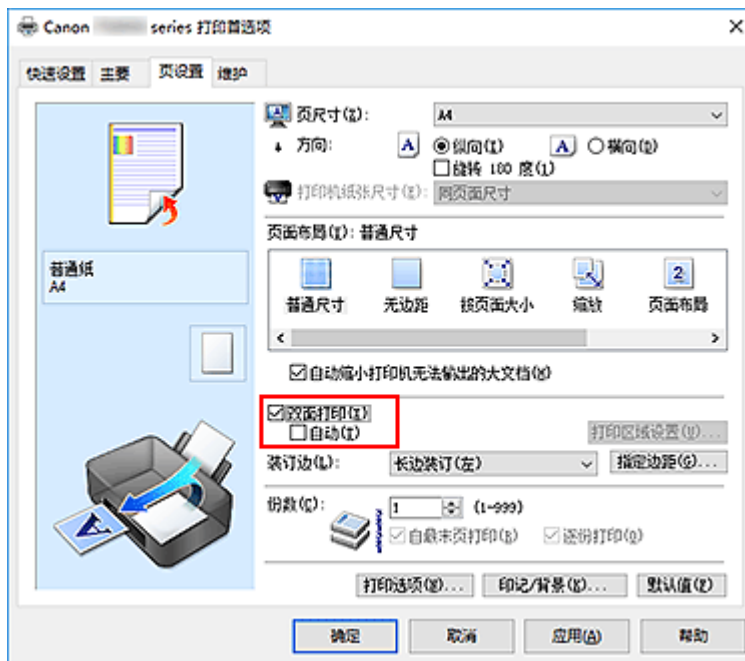 Canon series 打印首选项
快速设置 主要 页设置 维护
页尺寸(Z): A4
方向: A 纵向(I) A 横向(D)
旋转 180 度(1)
打印机纸张尺寸(E): 同页面尺寸
页面布局(Y): 普通尺寸
普通纸
A4
普通尺寸 无边距 按页面大小 缩放 页面布局
自动缩小打印机无法输出的大文档(W)
双面打印(X)
自动(T)
打印区域设置(U)...
装订边(L): 长边装订(左) 指定边距(G)...
份数(C): 1 (1-999)
自最末页打印(B) 逐份打印(O)
打印选项(N)... 印记/背景(K)... 默认值(F)
确定 取消 应用(A) 帮助